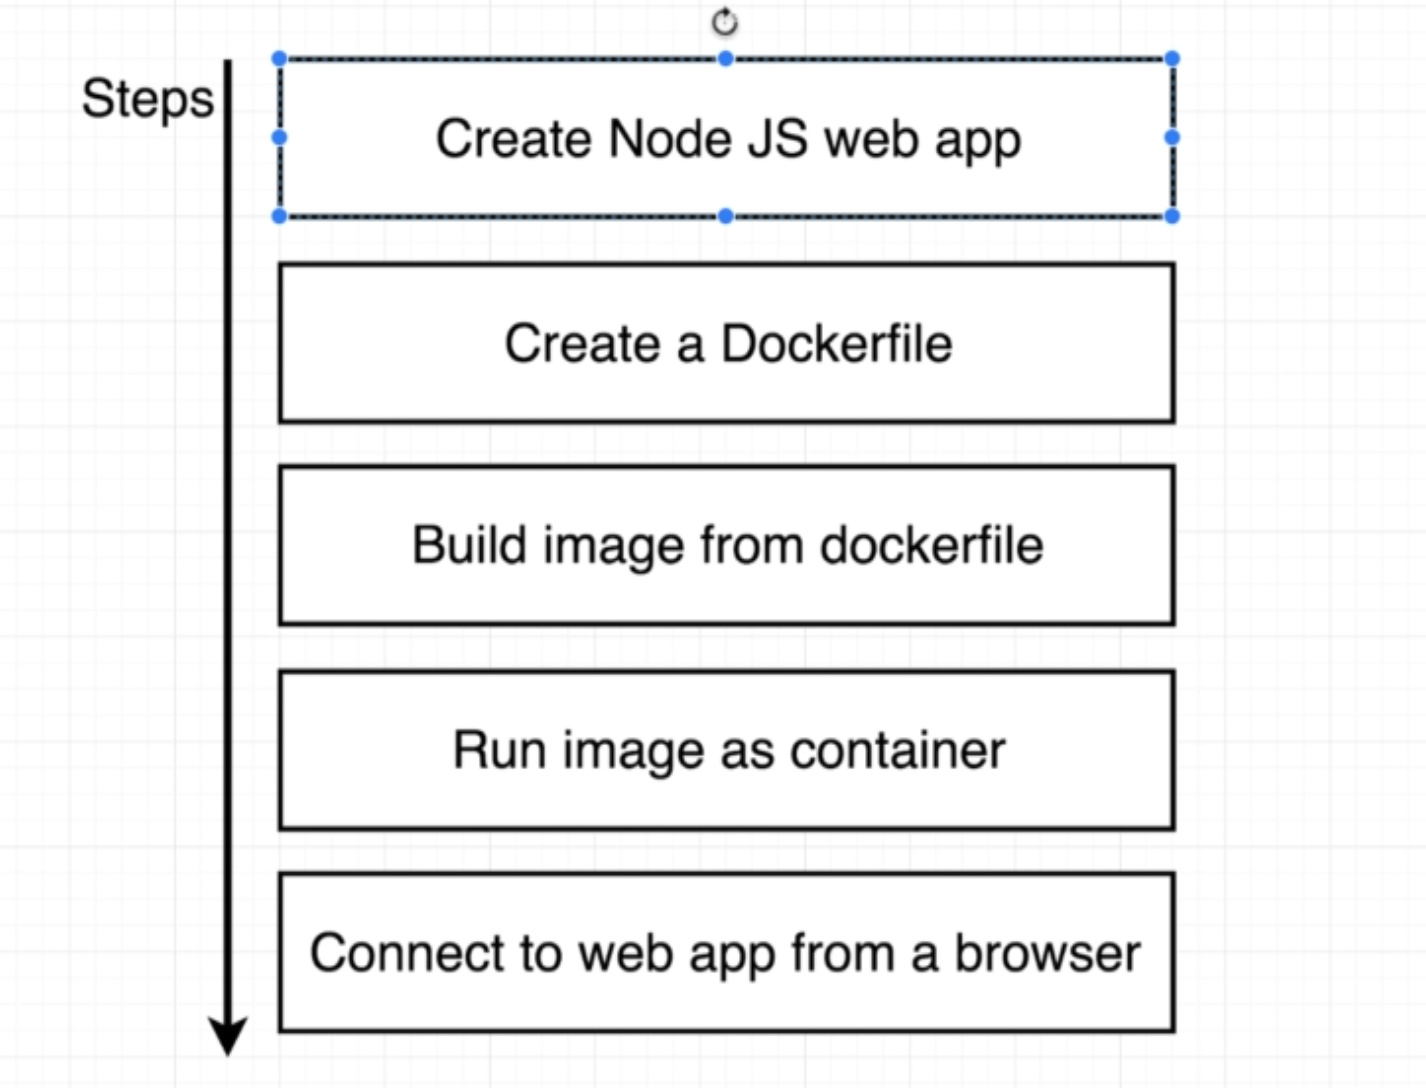 Steps
Create Node JS web app
Create a Dockerfile
Build image from dockerfile
Run image as container
Connect to web app from a browser